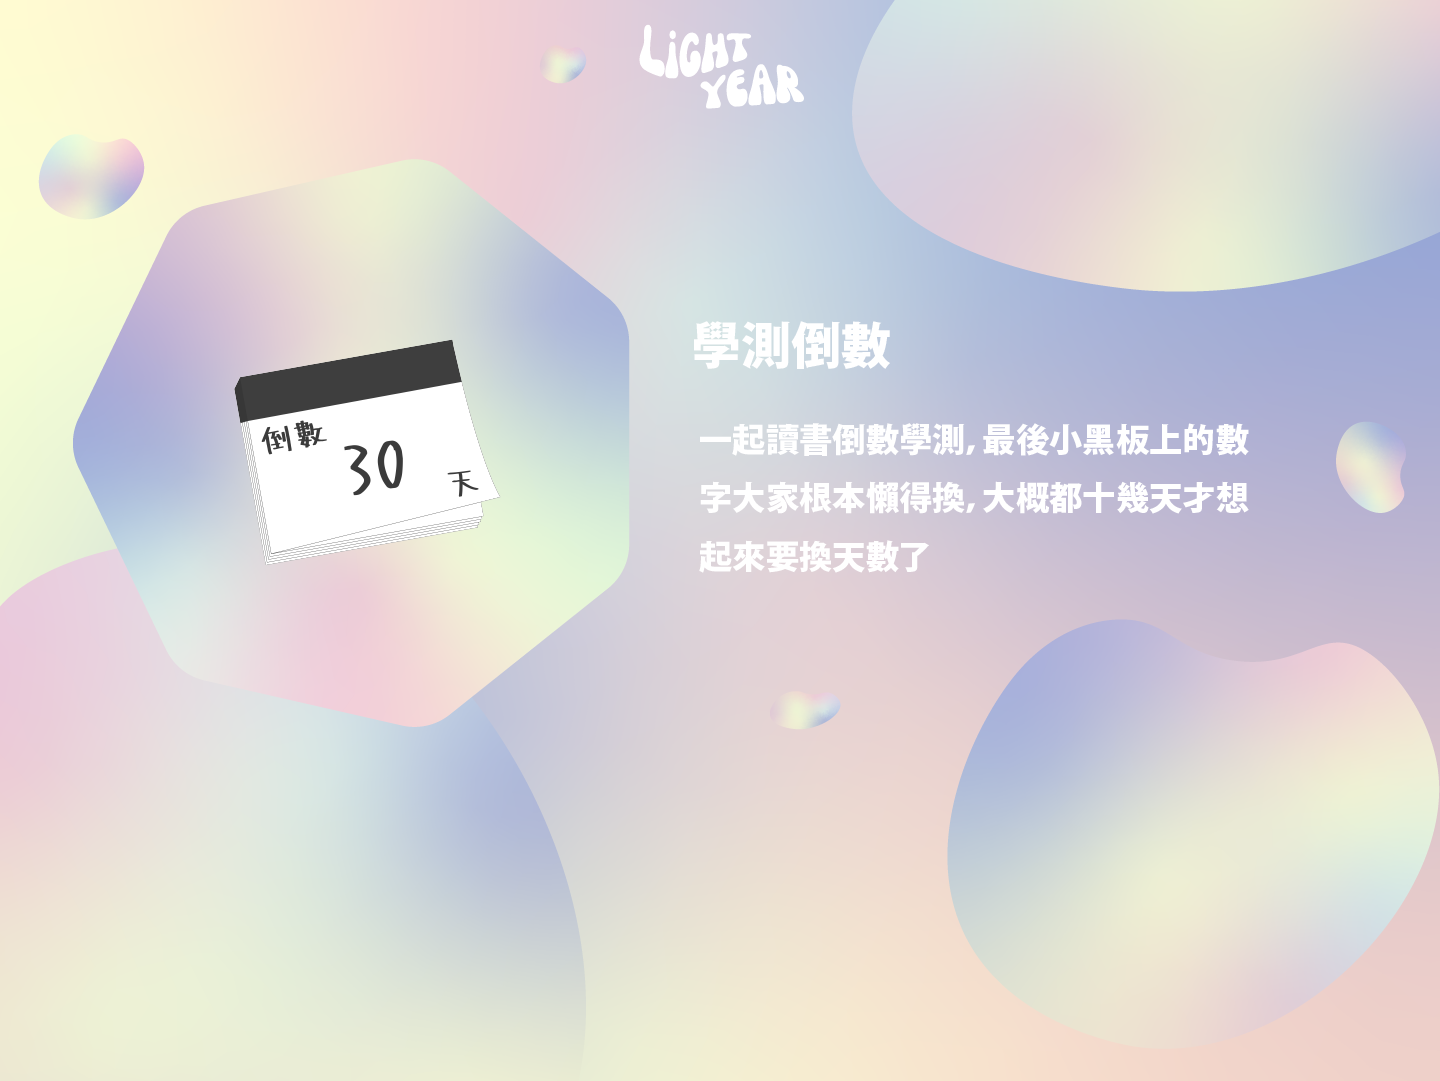 LiGHT
YEAR
倒數
30
天
學測倒數
一起讀書倒數學測, 最後小黑板上的數
字大家根本懶得換, 大概都十幾天才想
起來要換天數了